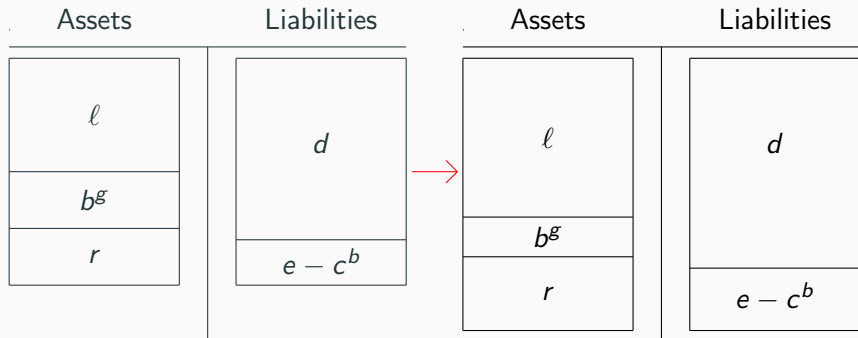 Assets Liabilities Assets Liabilities
ℓ d ℓ d
b^g b^g
r e − c^b r e − c^b